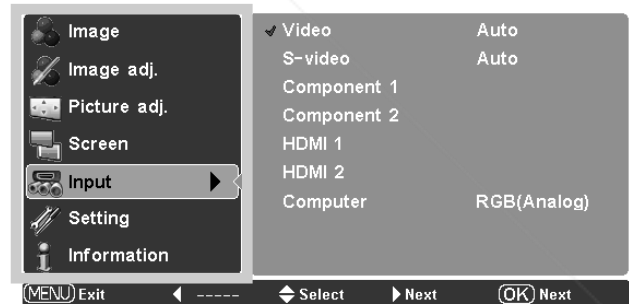 Image
Image adj.
Picture adj.
Screen
Input
Setting
Information
Video Auto
S-video Auto
Component 1
Component 2
HDMI 1
HDMI 2
Computer RGB(Analog)
MENU Exit ----- Select Next OK Next